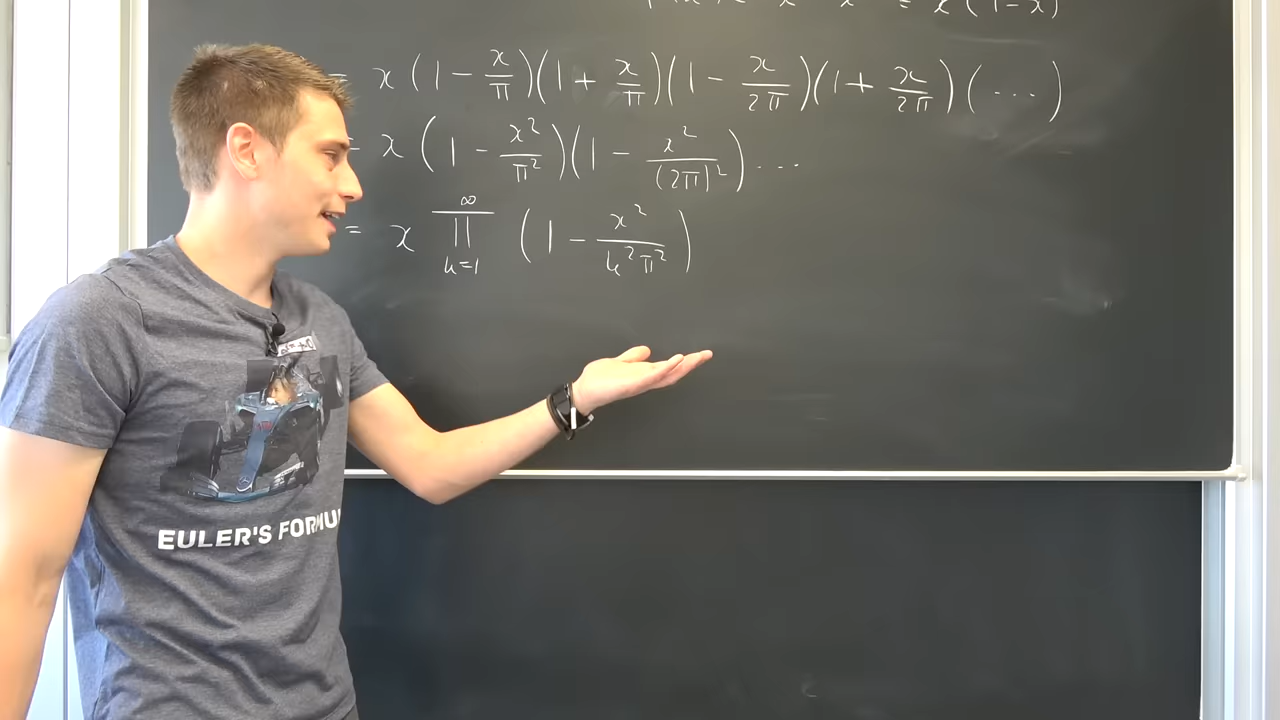 = x (1 - x/π)(1 + x/π)(1 - x/2π)(1 + x/2π)(...)
= x (1 - x²/π²)(1 - x²/(2π)²)...
= x ∏_{k=1}^{∞} (1 - x²/k²π²)
EULER'S FORMU